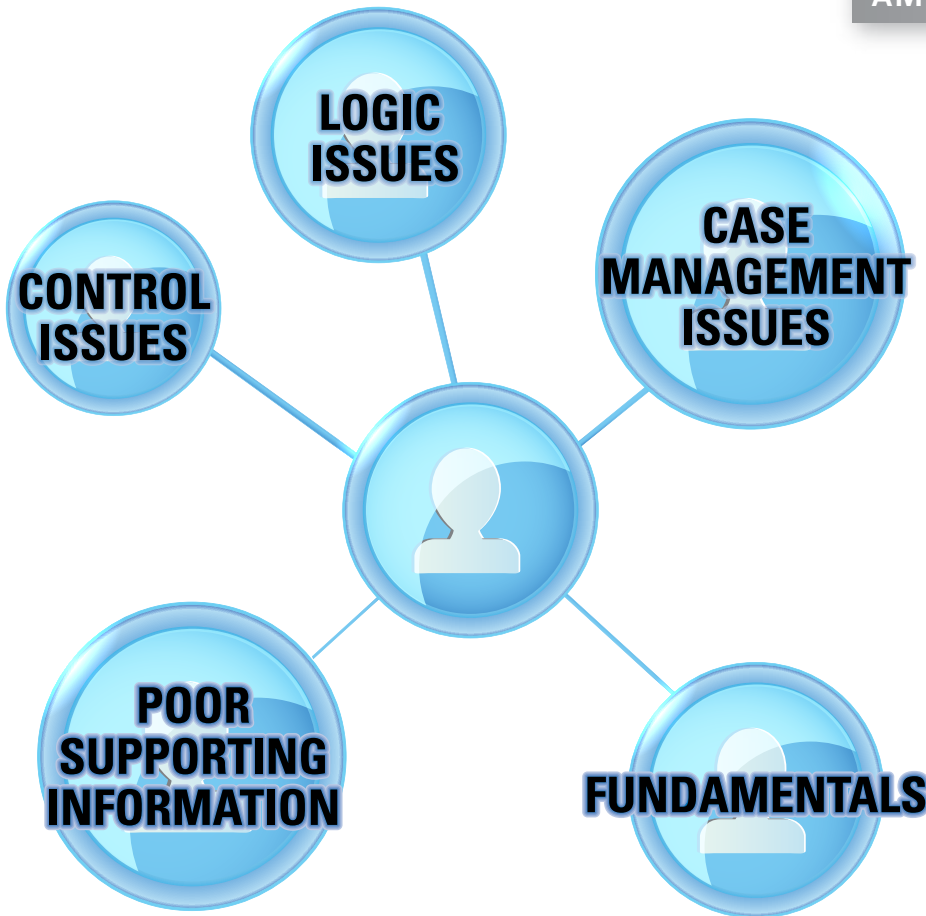 LOGIC
ISSUES
CASE
MANAGEMENT
ISSUES
CONTROL
ISSUES
POOR
SUPPORTING
INFORMATION
FUNDAMENTALS